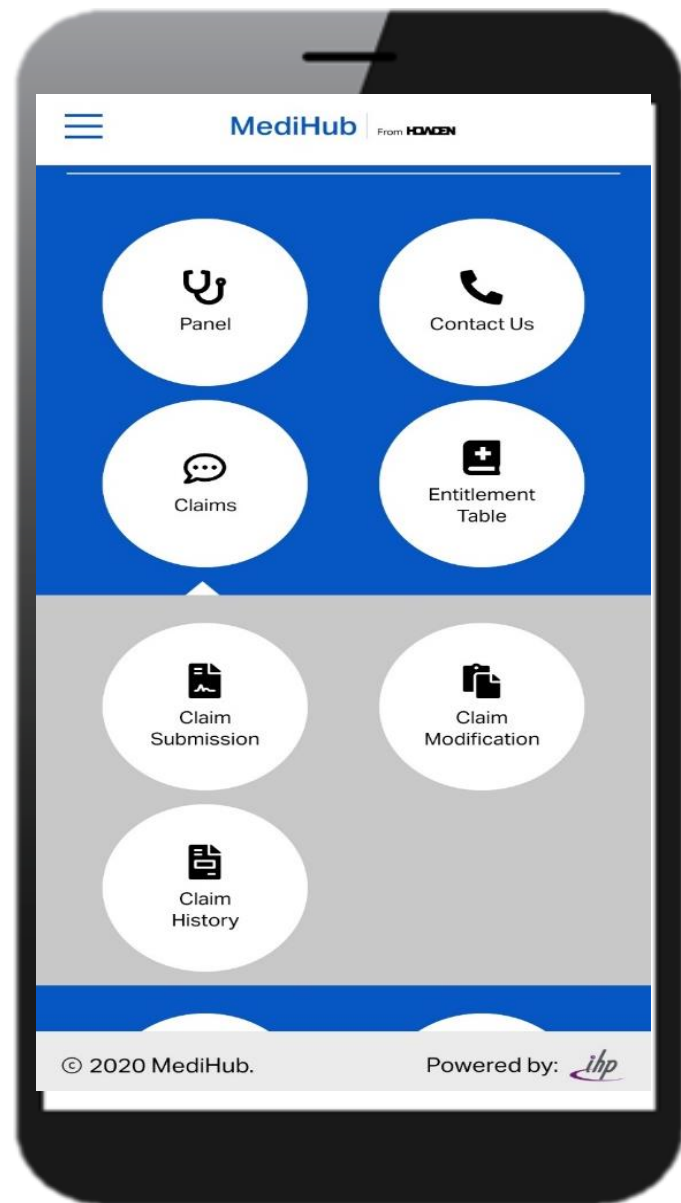 MediHub From HOWDEN
Panel
Contact Us
Claims
Entitlement
Table
Claim
Submission
Claim
Modification
Claim
History
© 2020 MediHub.
Powered by: ihp